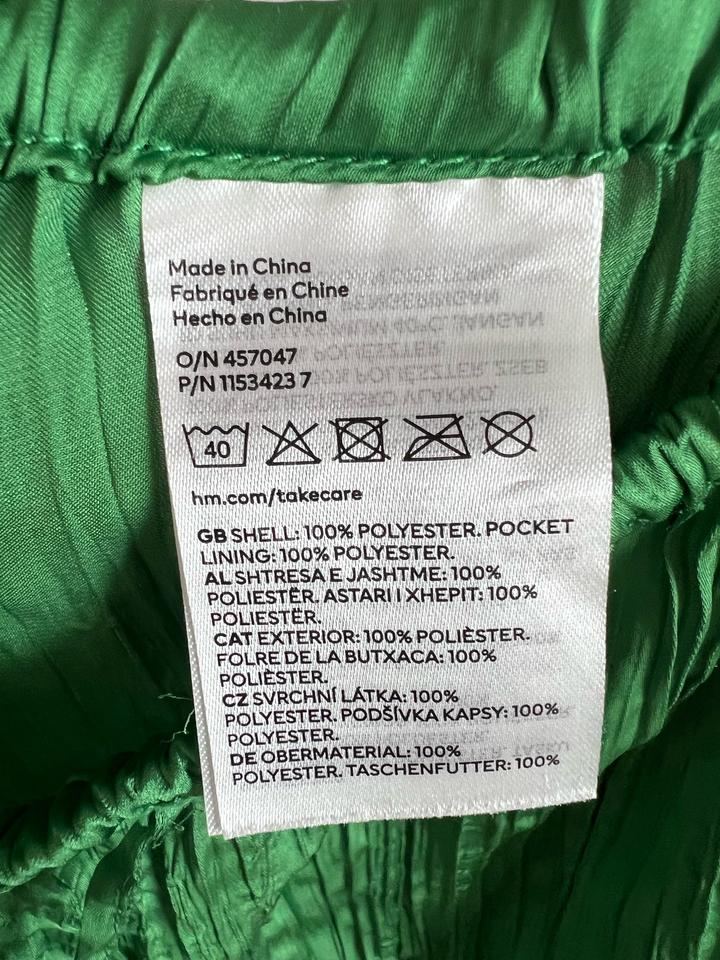 Made in China
Fabriqué en Chine
Hecho en China
O/N 457047
P/N 1153423 7
40
hm.com/takecare
GB SHELL: 100% POLYESTER. POCKET
LINING: 100% POLYESTER.
AL SHTRESA E JASHTME: 100%
POLIESTËR. ASTARI I XHEPIT: 100%
POLIESTËR.
CAT EXTERIOR: 100% POLIÈSTER.
FOLRE DE LA BUTXACA: 100%
POLIÈSTER.
CZ SVRCHNÍ LÁTKA: 100%
POLYESTER. PODŠÍVKA KAPSY: 100%
POLYESTER.
DE OBERMATERIAL: 100%
POLYESTER. TASCHENFUTTER: 100%